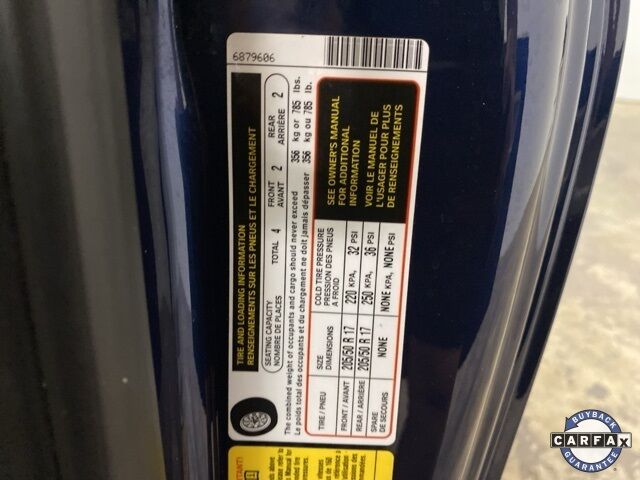 6879606
TIRE AND LOADING INFORMATION
RENSEIGNEMENTS SUR LES PNEUS ET LE CHARGEMENT
SEATING CAPACITY
NOMBRE DE PLACES
TOTAL 4
FRONT
AVANT 2
REAR
ARRIÈRE 2
The combined weight of occupants and cargo should never exceed 356 kg or 785 lbs.
Le poids total des occupants et du chargement ne doit jamais dépasser 356 kg ou 785 lb.
TIRE / PNEU
SIZE
DIMENSIONS
COLD TIRE PRESSURE
PRESSION DES PNEUS
A FROID
FRONT / AVANT 205/50 R 17 220 KPA, 32 PSI
REAR / ARRIÈRE 205/50 R 17 250 KPA, 36 PSI
SPARE
DE SECOURS
NONE NONE KPA, NONE PSI
SEE OWNER'S MANUAL
FOR ADDITIONAL
INFORMATION
VOIR LE MANUEL DE
L'USAGER POUR PLUS
DE RENSEIGNEMENTS
BUYBACK
CARFAX
GUARANTEE